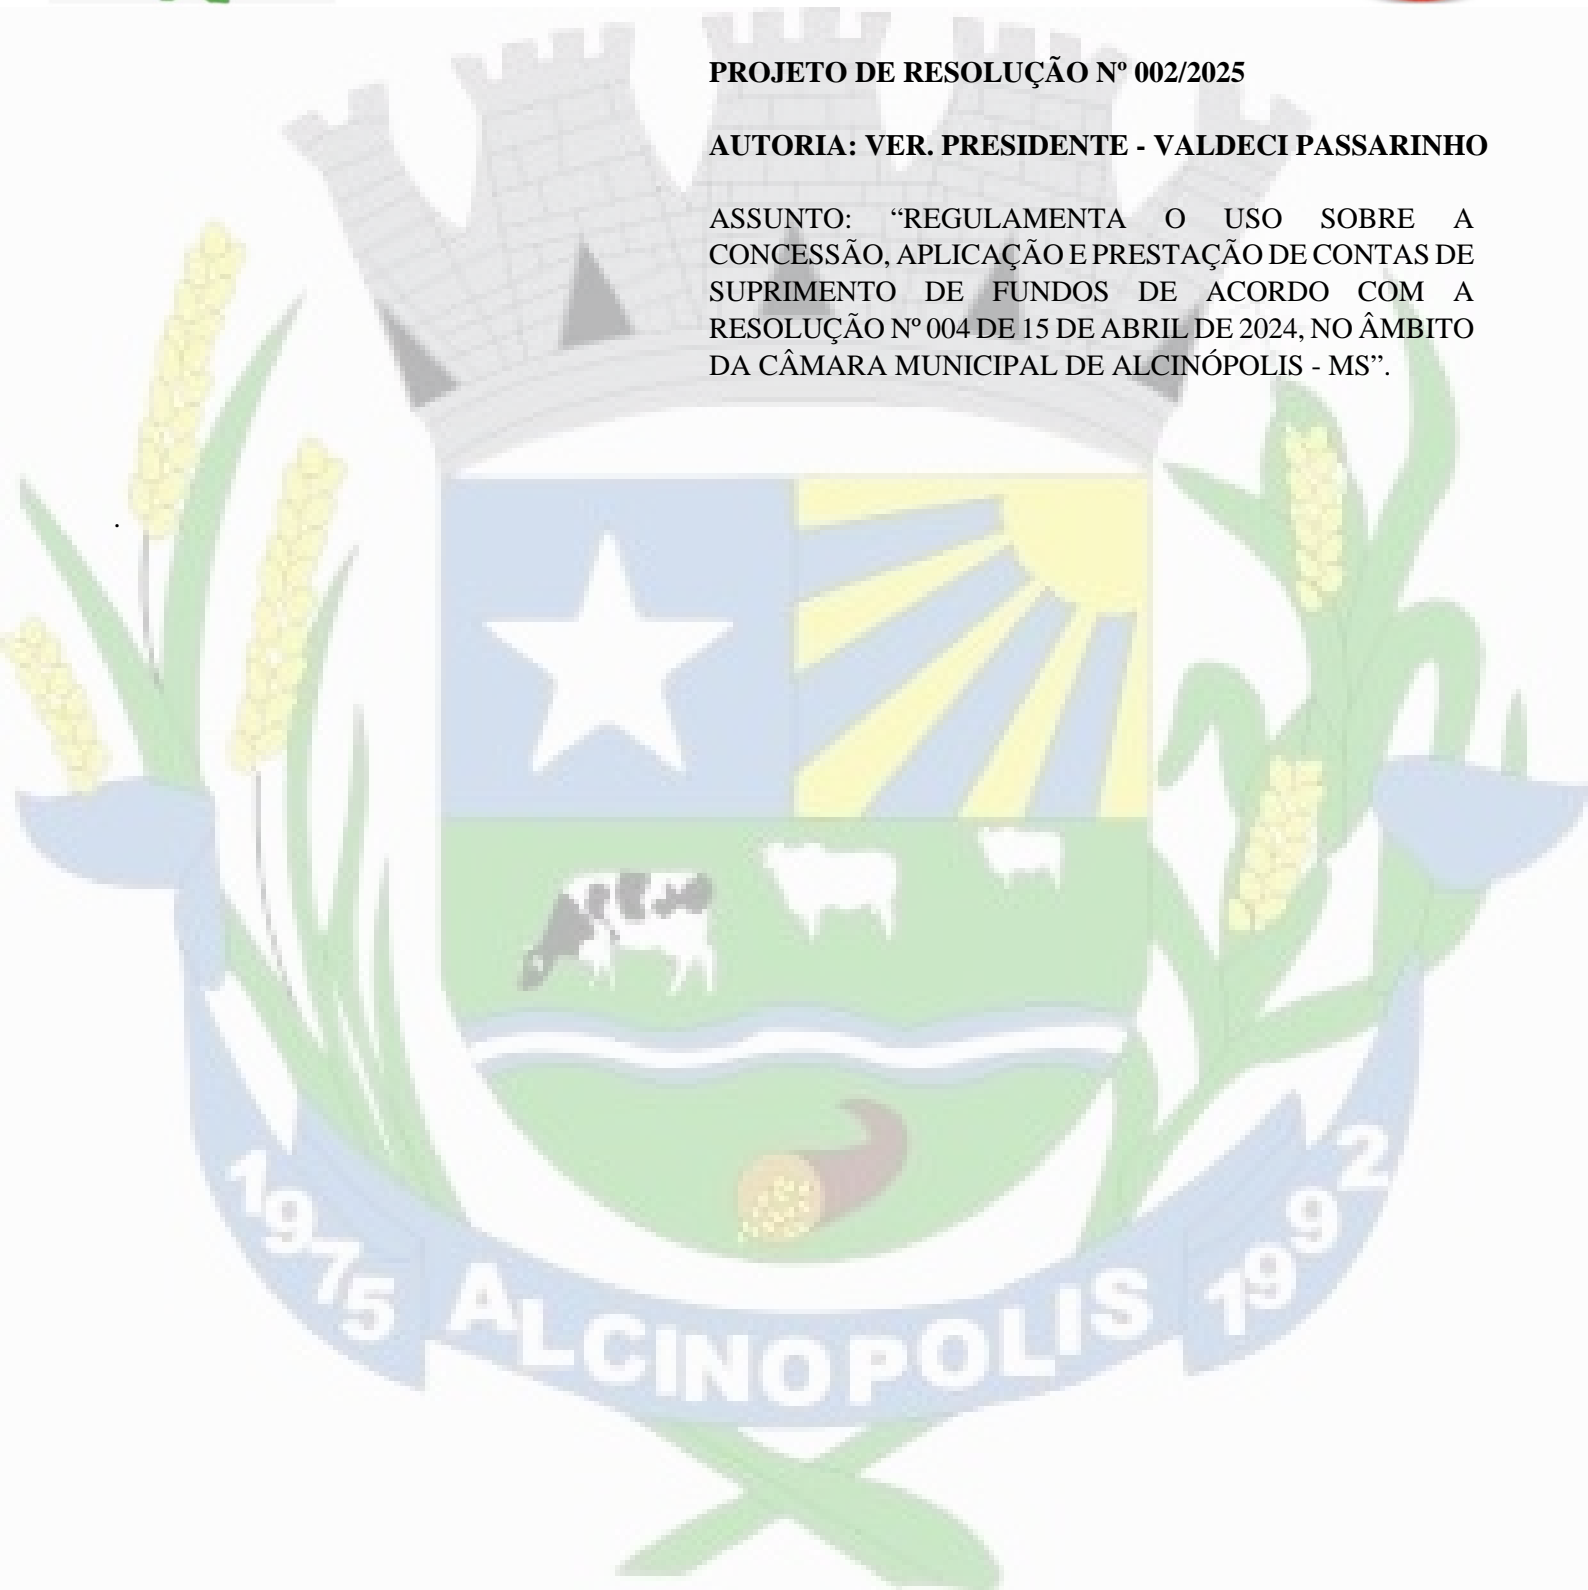 PROJETO DE RESOLUÇÃO Nº 002/2025
AUTORIA: VER. PRESIDENTE - VALDECI PASSARINHO
ASSUNTO: “REGULAMENTA O USO SOBRE A
CONCESSÃO, APLICAÇÃO E PRESTAÇÃO DE CONTAS DE
SUPRIMENTO DE FUNDOS DE ACORDO COM A
RESOLUÇÃO Nº 004 DE 15 DE ABRIL DE 2024, NO ÂMBITO
DA CÂMARA MUNICIPAL DE ALCINÓPOLIS - MS”.
.
1975 ALCINOPOLIS 1992